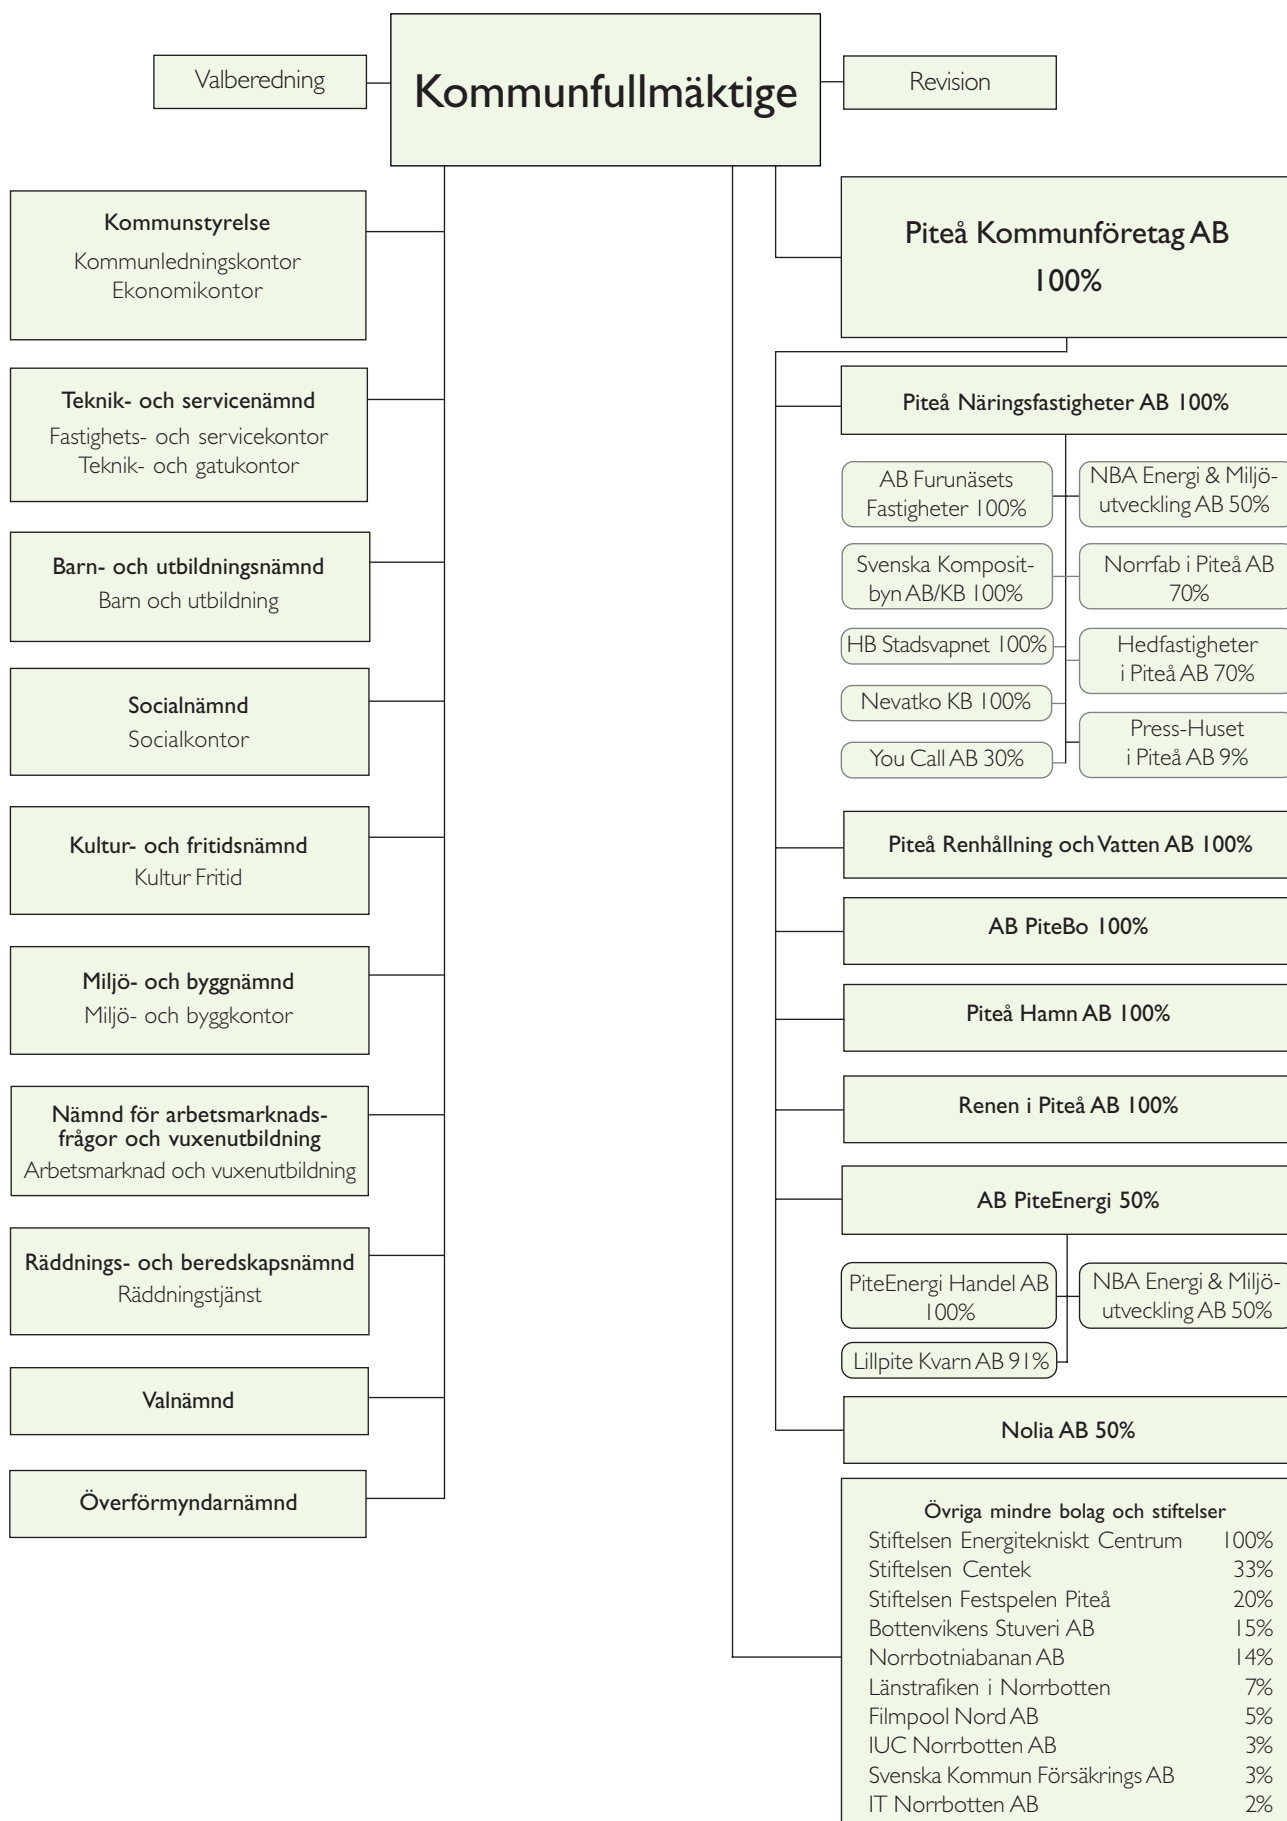 Valberedning
Kommunfullmäktige
Revision
Kommunstyrelse
Kommunledningskontor
Ekonomikontor
Teknik- och servicenämnd
Fastighets- och servicekontor
Teknik- och gatukontor
Barn- och utbildningsnämnd
Barn och utbildning
Socialnämnd
Socialkontor
Kultur- och fritidsnämnd
Kultur Fritid
Miljö- och byggnämnd
Miljö- och byggkontor
Nämnd för arbetsmarknads-
frågor och vuxenutbildning
Arbetsmarknad och vuxenutbildning
Räddnings- och beredskapsnämnd
Räddningstjänst
Valnämnd
Överförmyndarnämnd
Piteå Kommunföretag AB
100%
Piteå Näringsfastigheter AB 100%
AB Furunäsets
Fastigheter 100%
NBA Energi & Miljö-
utveckling AB 50%
Svenska Komposit-
byn AB/KB 100%
Norrfab i Piteå AB
70%
HB Stadsvapnet 100%
Hedfastigheter
i Piteå AB 70%
Nevatko KB 100%
Press-Huset
i Piteå AB 9%
You Call AB 30%
Piteå Renhållning och Vatten AB 100%
AB PiteBo 100%
Piteå Hamn AB 100%
Renen i Piteå AB 100%
AB PiteEnergi 50%
PiteEnergi Handel AB
100%
NBA Energi & Miljö-
utveckling AB 50%
Lillpite Kvarn AB 91%
Nolia AB 50%
Övriga mindre bolag och stiftelser
Stiftelsen Energitekniskt Centrum 100%
Stiftelsen Centek 33%
Stiftelsen Festspelen Piteå 20%
Bottenvikens Stuveri AB 15%
Norrbotniabanan AB 14%
Länstrafiken i Norrbotten 7%
Filmpool Nord AB 5%
IUC Norrbotten AB 3%
Svenska Kommun Försäkrings AB 3%
IT Norrbotten AB 2%